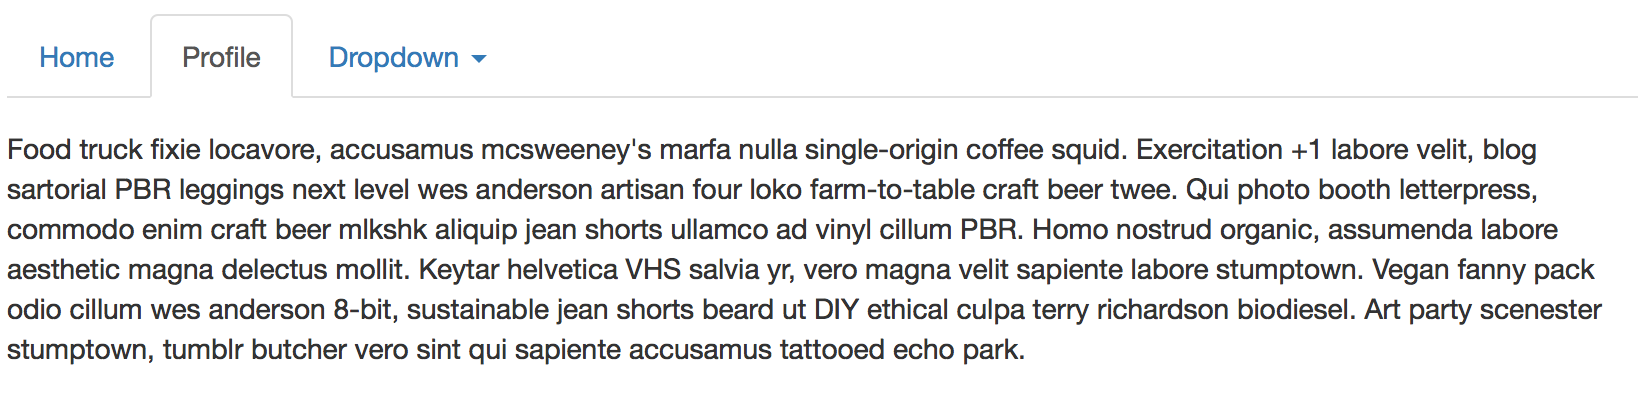 Home Profile Dropdown
Food truck fixie locavore, accusamus mcsweeney's marfa nulla single-origin coffee squid. Exercitation +1 labore velit, blog
sartorial PBR leggings next level wes anderson artisan four loko farm-to-table craft beer twee. Qui photo booth letterpress,
commodo enim craft beer mlkshk aliquip jean shorts ullamco ad vinyl cillum PBR. Homo nostrud organic, assumenda labore
aesthetic magna delectus mollit. Keytar helvetica VHS salvia yr, vero magna velit sapiente labore stumptown. Vegan fanny pack
odio cillum wes anderson 8-bit, sustainable jean shorts beard ut DIY ethical culpa terry richardson biodiesel. Art party scenester
stumptown, tumblr butcher vero sint qui sapiente accusamus tattooed echo park.